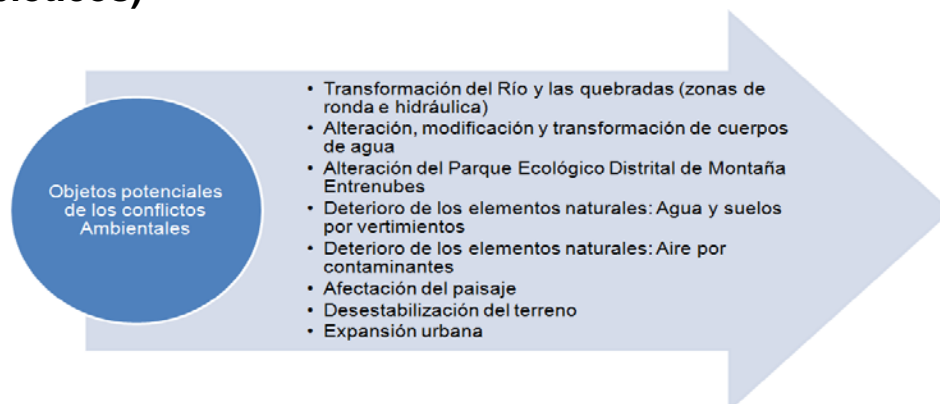 Objetos potenciales
de los conflictos
Ambientales
• Transformación del Río y las quebradas (zonas de
ronda e hidráulica)
• Alteración, modificación y transformación de cuerpos
de agua
• Alteración del Parque Ecológico Distrital de Montaña
Entrenubes
• Deterioro de los elementos naturales: Agua y suelos
por vertimientos
• Deterioro de los elementos naturales: Aire por
contaminantes
• Afectación del paisaje
• Desestabilización del terreno
• Expansión urbana